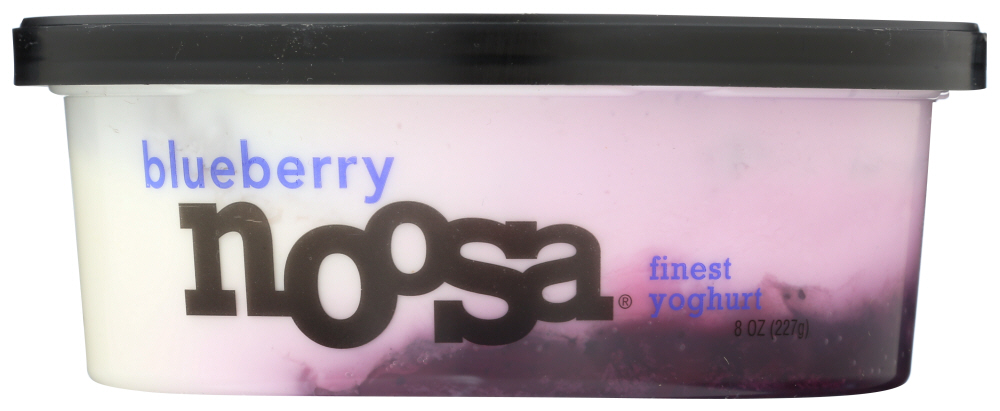 blueberry
noosa®
finest
yoghurt
8 OZ (227g)